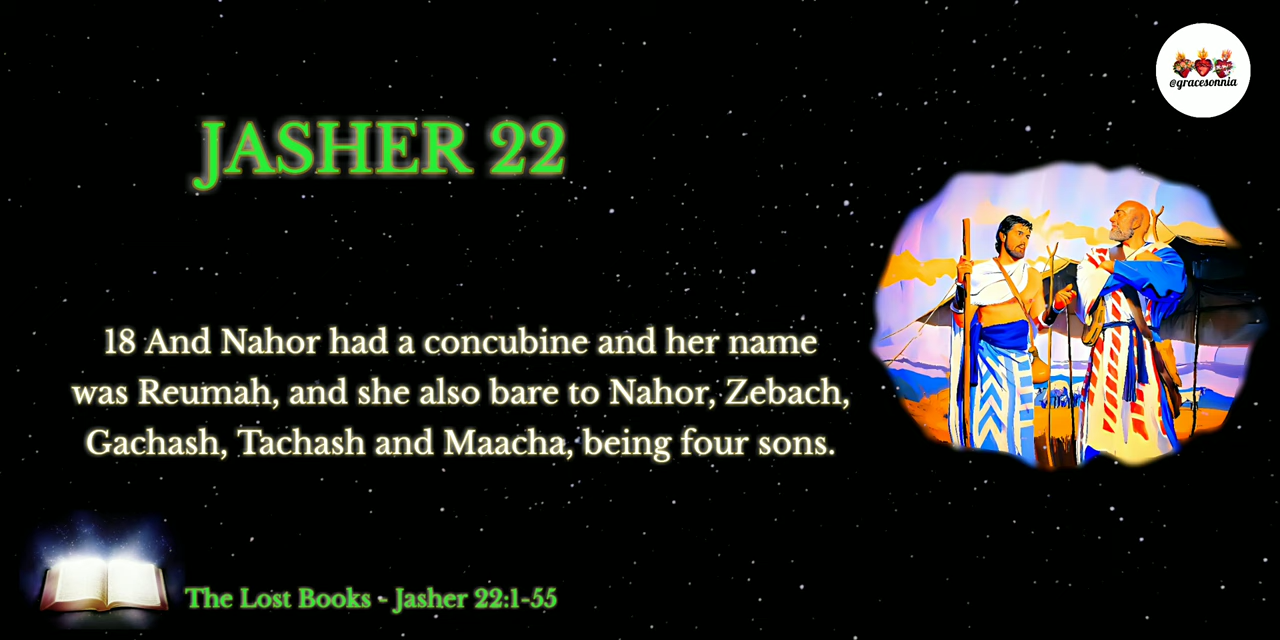 @gracesonnia
JASHER 22
18 And Nahor had a concubine and her name
was Reumah, and she also bare to Nahor, Zebach,
Gachash, Tachash and Maacha, being four sons.
The Lost Books - Jasher 22:1-55